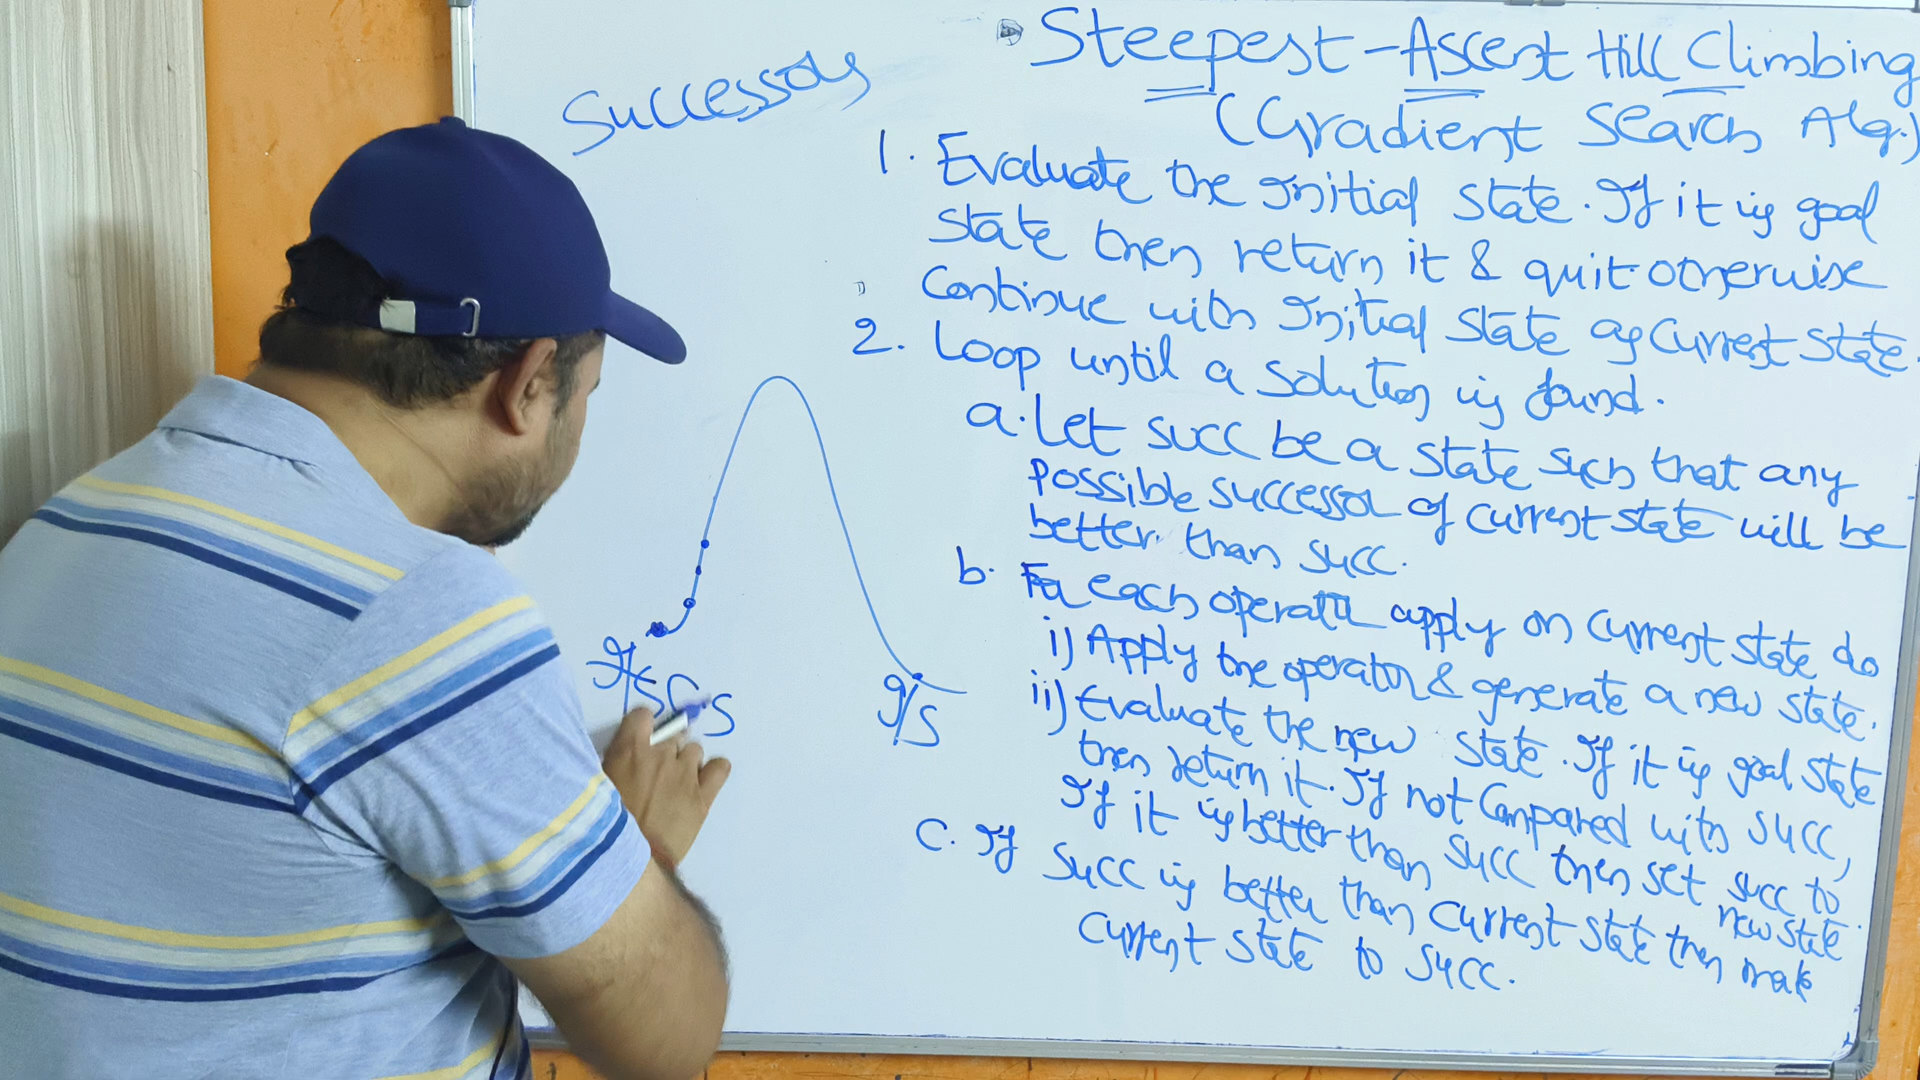 Successors
Steepest-Ascent Hill Climbing
(Gradient Search Alg.)
1. Evaluate the Initial State. If it is goal
state then return it & quit otherwise
Continue with Initial State as Current State.
2. Loop until a solution is found.
a. Let succ be a state such that any
possible successor of current state will be
better than succ.
b. For each operator apply on current state do
i) Apply the operator & generate a new state.
ii) Evaluate the new state. If it is goal state
then return it. If not Compared with succ,
If it is better than succ then set succ to
new state
C. If succ is better than current state then mak
current state to succ.
I/S CS
g/S